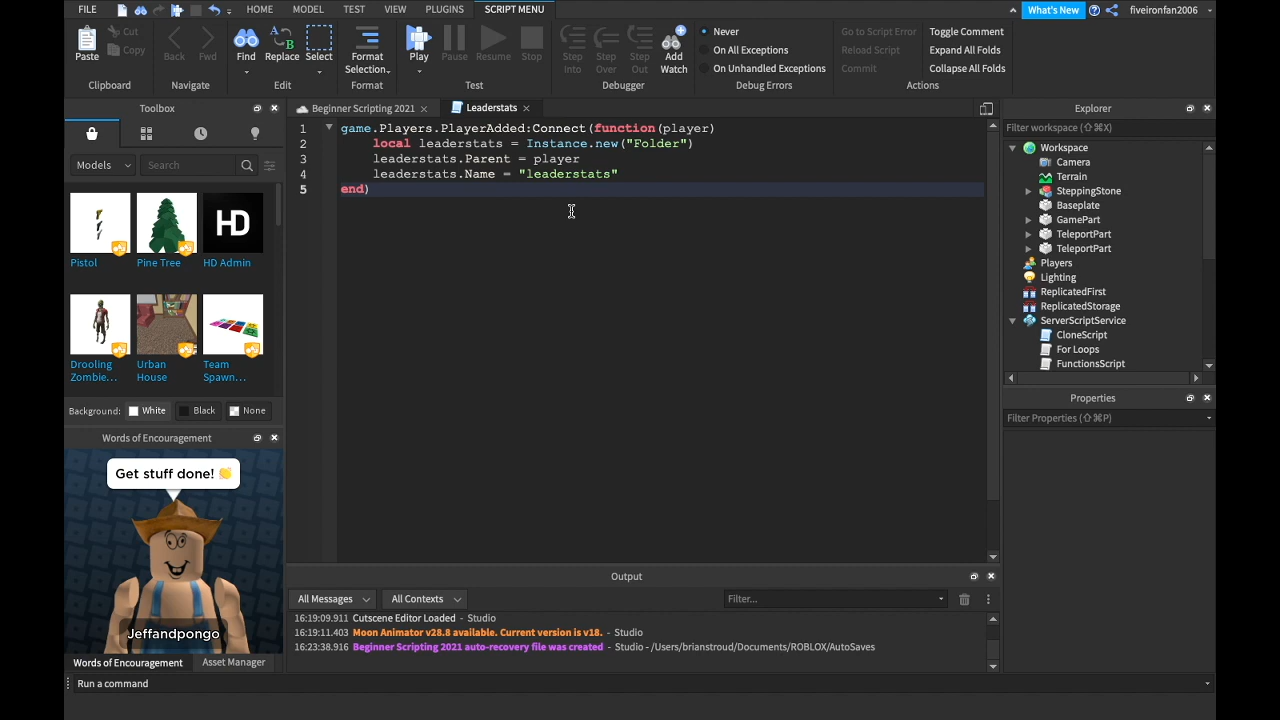 FILE HOME MODEL TEST VIEW PLUGINS SCRIPT MENU What's New fiveironfan2006
Paste Cut Copy Back Fwd Find Replace Select Format Selection... Play Pause Resume Stop Step Into Step Over Step Out Add Watch Never On All Exceptions On Unhandled Exceptions Go to Script Error Reload Script Commit Toggle Comment Expand All Folds Collapse All Folds
Clipboard Navigate Edit Format Test Debugger Debug Errors Actions
Toolbox
Models Search
Pistol Pine Tree HD Admin
HD
Drooling Zombie... Urban House Team Spawn...
Background: White Black None
Words of Encouragement
Get stuff done! 👏
Jeffandpongo
Words of Encouragement Asset Manager
Beginner Scripting 2021 Leaderstats
1 game.Players.PlayerAdded:Connect(function(player)
2 local leaderstats = Instance.new("Folder")
3 leaderstats.Parent = player
4 leaderstats.Name = "leaderstats"
5 end)
Output
All Messages All Contexts Filter...
16:19:09.911 Cutscene Editor Loaded - Studio
16:19:11.403 Moon Animator v28.8 available. Current version is v18. - Studio
16:23:38.916 Beginner Scripting 2021 auto-recovery file was created - Studio - /Users/brianstroud/Documents/ROBLOX/AutoSaves
Explorer
Filter workspace (⇧⌘X)
Workspace
Camera
Terrain
SteppingStone
Baseplate
GamePart
TeleportPart
TeleportPart
Players
Lighting
ReplicatedFirst
ReplicatedStorage
ServerScriptService
CloneScript
For Loops
FunctionsScript
Properties
Filter Properties (⇧⌘P)
Run a command